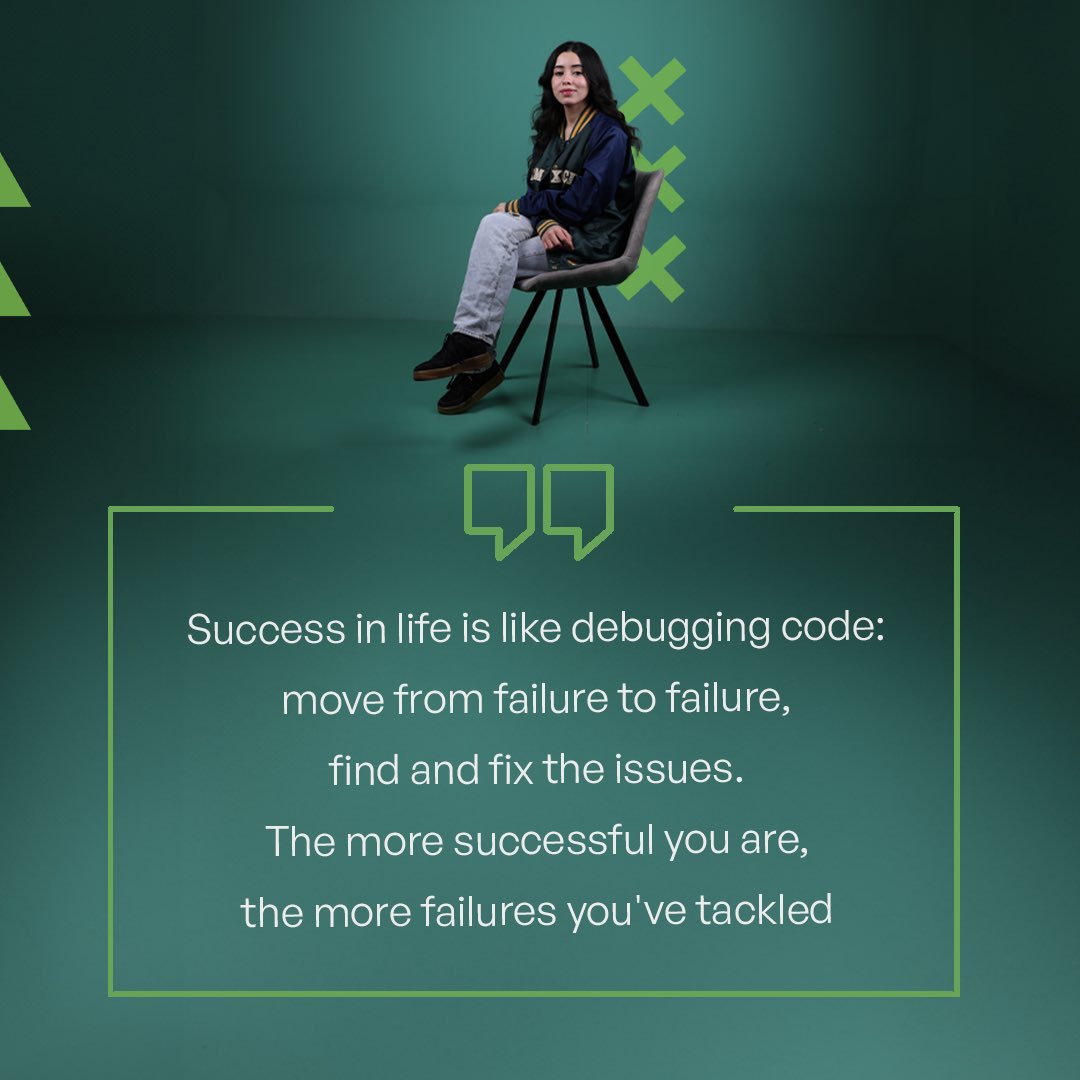 Success in life is like debugging code:
move from failure to failure,
find and fix the issues.
The more successful you are,
the more failures you've tackled